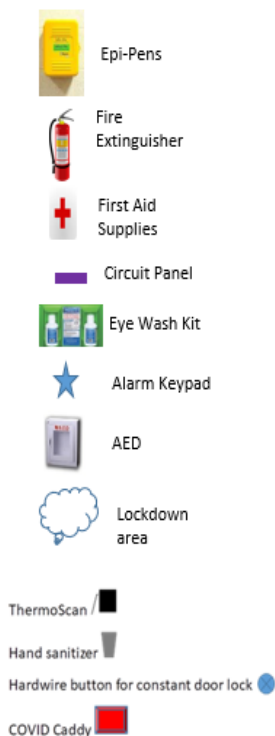 Epi-Pens
Fire
Extinguisher
First Aid
Supplies
Circuit Panel
Eye Wash Kit
Alarm Keypad
AED
Lockdown
area
ThermoScan /
Hand sanitizer
Hardwire button for constant door lock
COVID Caddy